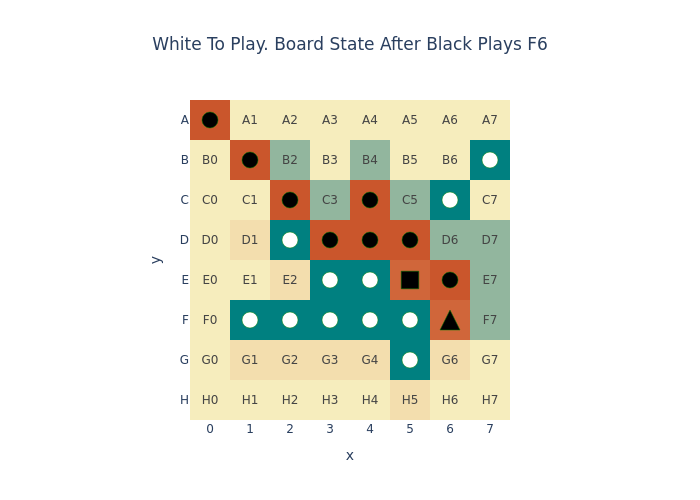 White To Play. Board State After Black Plays F6
A A1 A2 A3 A4 A5 A6 A7
B B0 B2 B3 B4 B5 B6
C C0 C1 C3 C5 C7
D D0 D1 D6 D7
E E0 E1 E2 E7
F F0 F7
G G0 G1 G2 G3 G4 G6 G7
H H0 H1 H2 H3 H4 H5 H6 H7
0 1 2 3 4 5 6 7
x
y